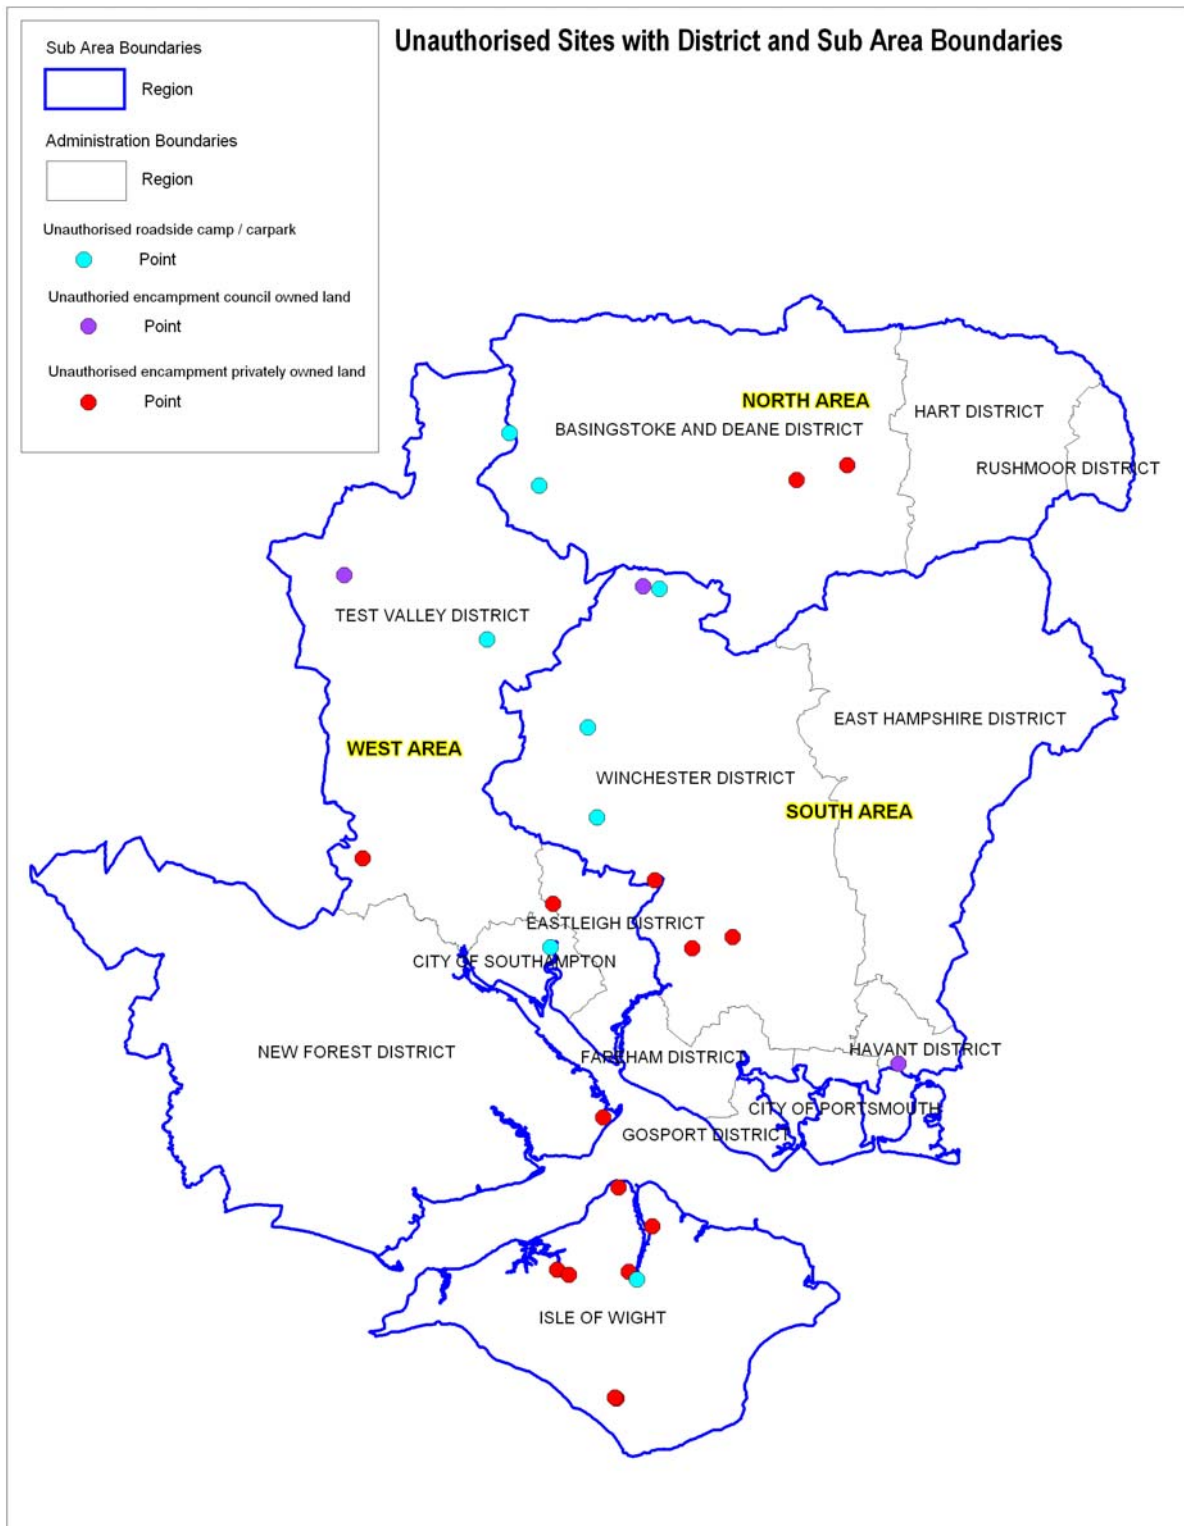 Unauthorised Sites with District and Sub Area Boundaries
Sub Area Boundaries
Region
Administration Boundaries
Region
Unauthorised roadside camp / carpark
Point
Unauthoried encampment council owned land
Point
Unauthorised encampment privately owned land
Point
NORTH AREA
HART DISTRICT
BASINGSTOKE AND DEANE DISTRICT
RUSHMOOR DISTRICT
TEST VALLEY DISTRICT
EAST HAMPSHIRE DISTRICT
WEST AREA
WINCHESTER DISTRICT
SOUTH AREA
EASTLEIGH DISTRICT
CITY OF SOUTHAMPTON
NEW FOREST DISTRICT
FAREHAM DISTRICT
HAVANT DISTRICT
CITY OF PORTSMOUTH
GOSPORT DISTRICT
ISLE OF WIGHT